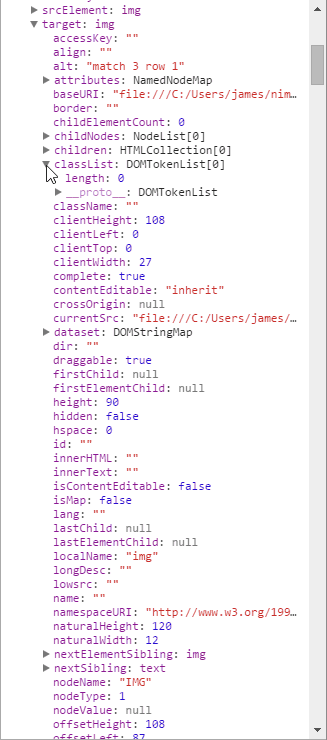 srcElement: img
target: img
accessKey: ""
align: ""
alt: "match 3 row 1"
attributes: NamedNodeMap
baseURI: "file:///C:/Users/james/nim…
border: ""
childElementCount: 0
childNodes: NodeList[0]
children: HTMLCollection[0]
classList: DOMTokenList[0]
length: 0
__proto__: DOMTokenList
className: ""
clientHeight: 108
clientLeft: 0
clientTop: 0
clientWidth: 27
complete: true
contentEditable: "inherit"
crossOrigin: null
currentSrc: "file:///C:/Users/james/…
dataset: DOMStringMap
dir: ""
draggable: true
firstChild: null
firstElementChild: null
height: 90
hidden: false
hspace: 0
id: ""
innerHTML: ""
innerText: ""
isContentEditable: false
isMap: false
lang: ""
lastChild: null
lastElementChild: null
localName: "img"
longDesc: ""
lowsrc: ""
name: ""
namespaceURI: "http://www.w3.org/199…
naturalHeight: 120
naturalWidth: 12
nextElementSibling: img
nextSibling: text
nodeName: "IMG"
nodeType: 1
nodeValue: null
offsetHeight: 108
offsetLeft: 87